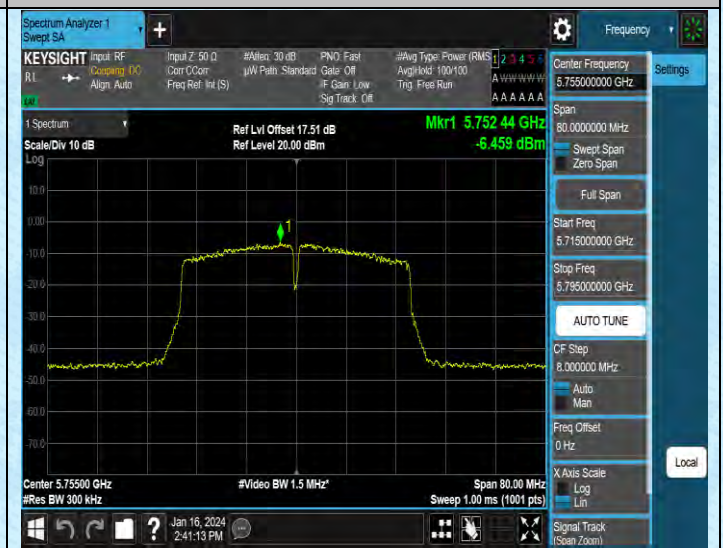 Spectrum Analyzer 1
Swept SA
+
Frequency
KEYSIGHT
RL
Input: RF
Coupling: DC
Align: Auto
Input Z: 50 Ω
Corr CCorr
Freq Ref: Int (S)
#Atten: 30 dB
µW Path: Standard
PNO: Fast
Gate: Off
IF Gain: Low
Sig Track: Off
#Avg Type: Power (RMS
Avg|Hold: 100/100
Trig: Free Run
1 2 3 4 5 6
A W W W W W
A A A A A A
1 Spectrum
Scale/Div 10 dB
Log
Ref Lvl Offset 17.51 dB
Ref Level 20.00 dBm
Mkr1 5.752 44 GHz
-6.459 dBm
1
10.0
0.00
-10.0
-20.0
-30.0
-40.0
-50.0
-60.0
-70.0
Center 5.75500 GHz
#Res BW 300 kHz
#Video BW 1.5 MHz*
Span 80.00 MHz
Sweep 1.00 ms (1001 pts)
?
Jan 16, 2024
2:41:13 PM
Center Frequency
5.755000000 GHz
Span
80.0000000 MHz
Swept Span
Zero Span
Full Span
Start Freq
5.715000000 GHz
Stop Freq
5.795000000 GHz
AUTO TUNE
CF Step
8.000000 MHz
Auto
Man
Freq Offset
0 Hz
X Axis Scale
Log
Lin
Signal Track
(Span Zoom)
Settings
Local